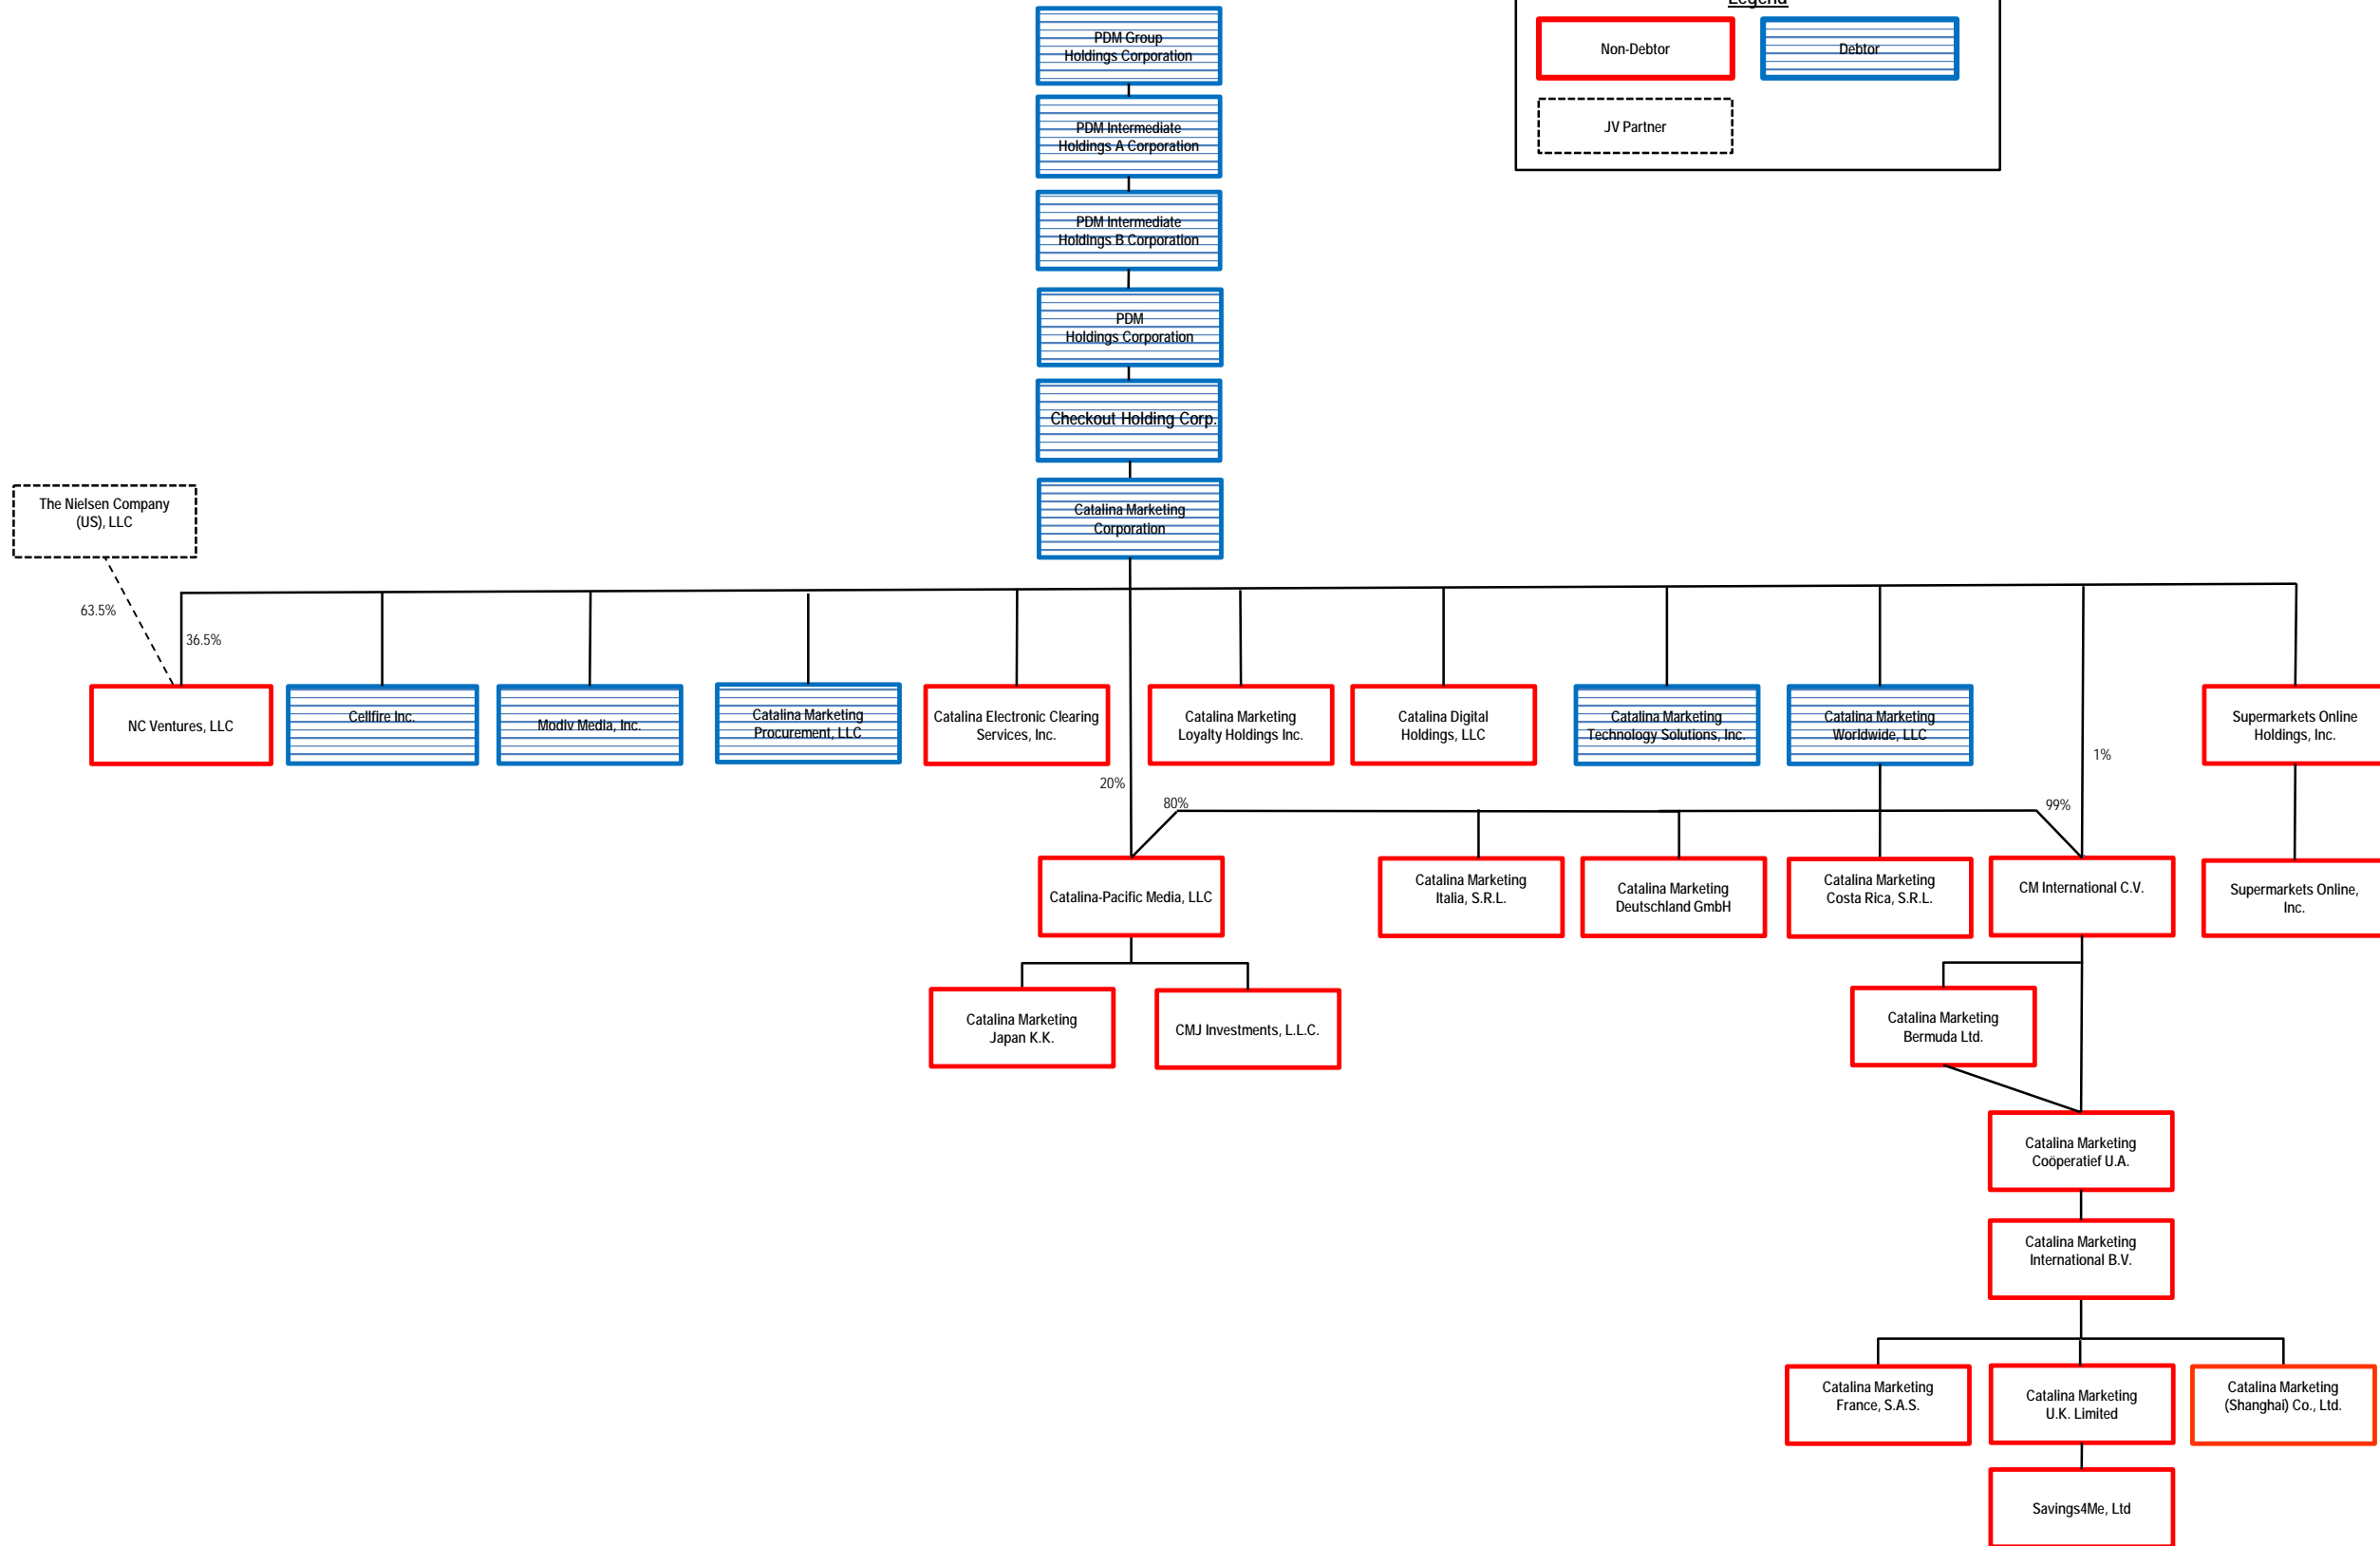 Legend
PDM Group
Holdings Corporation
Non-Debtor
Debtor
JV Partner
PDM Intermediate
Holdings A Corporation
PDM Intermediate
Holdings B Corporation
PDM
Holdings Corporation
Checkout Holding Corp.
Catalina Marketing
Corporation
The Nielsen Company
(US), LLC
63.5%
36.5%
NC Ventures, LLC
Cellfire Inc.
Modiv Media, Inc.
Catalina Marketing
Procurement, LLC
Catalina Electronic Clearing
Services, Inc.
Catalina Marketing
Loyalty Holdings Inc.
Catalina Digital
Holdings, LLC
Catalina Marketing
Technology Solutions, Inc.
Catalina Marketing
Worldwide, LLC
Supermarkets Online
Holdings, Inc.
1%
20%
80%
99%
Catalina-Pacific Media, LLC
Catalina Marketing
Italia, S.R.L.
Catalina Marketing
Deutschland GmbH
Catalina Marketing
Costa Rica, S.R.L.
CM International C.V.
Supermarkets Online,
Inc.
Catalina Marketing
Japan K.K.
CMJ Investments, L.L.C.
Catalina Marketing
Bermuda Ltd.
Catalina Marketing
Coöperatief U.A.
Catalina Marketing
International B.V.
Catalina Marketing
France, S.A.S.
Catalina Marketing
U.K. Limited
Catalina Marketing
(Shanghai) Co., Ltd.
Savings4Me, Ltd